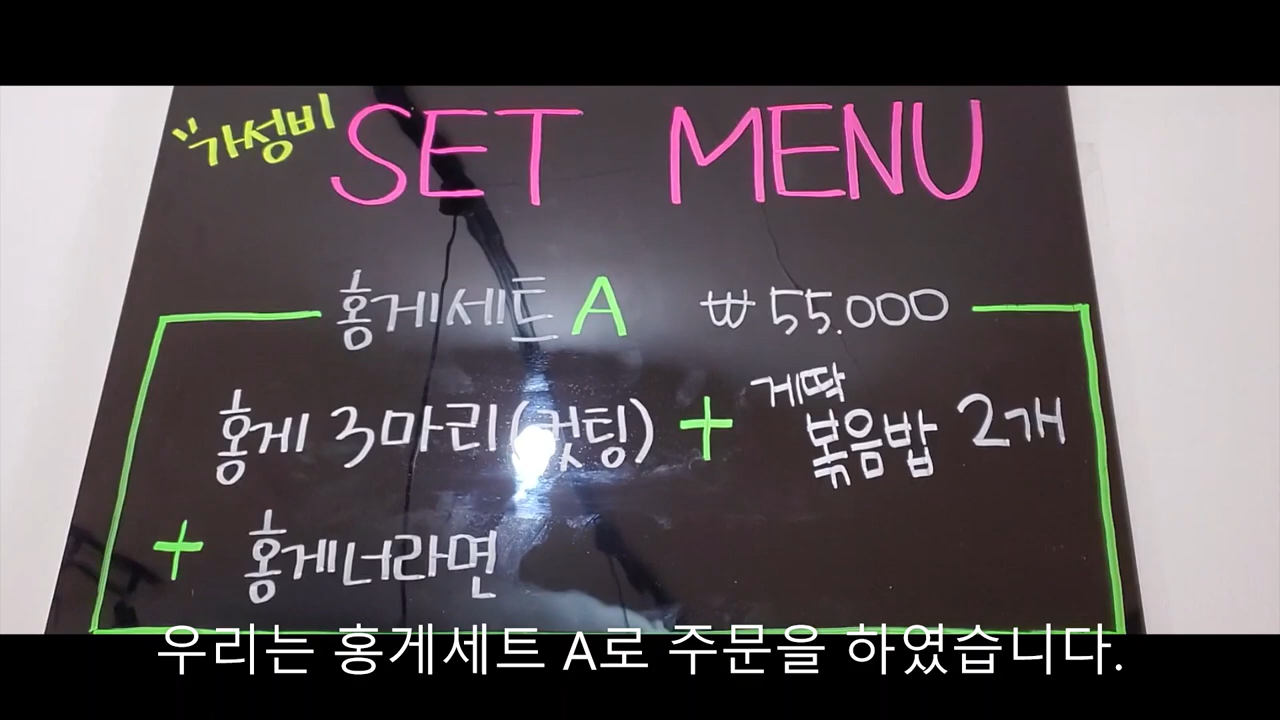 "가성비 SET MENU
홍게세트 A ₩55.000
홍게 3마리(컷팅) + 게딱 볶음밥 2개
+ 홍게너라면
우리는 홍게세트 A로 주문을 하였습니다.